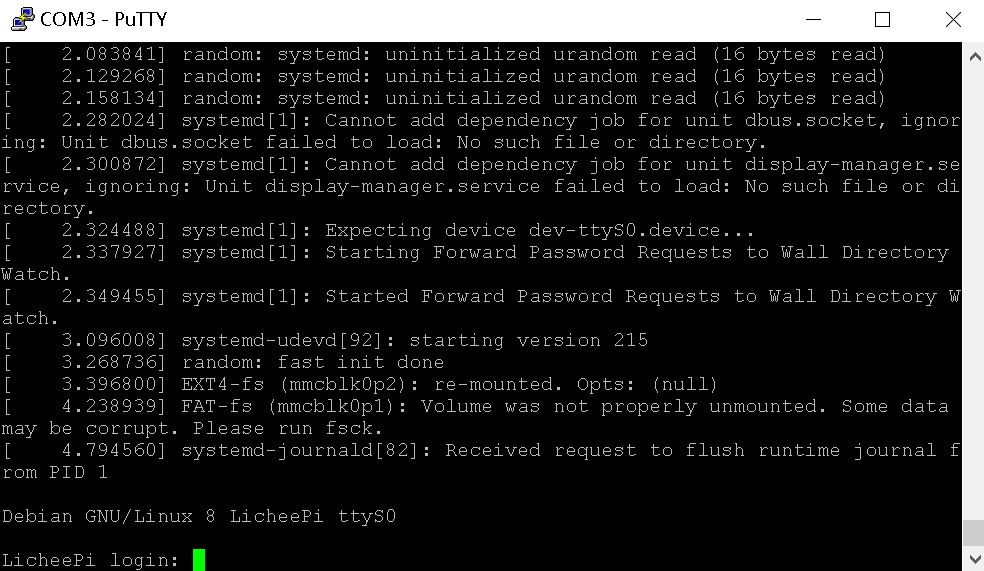 COM3 - PuTTY
[    2.083841] random: systemd: uninitialized urandom read (16 bytes read)
[    2.129268] random: systemd: uninitialized urandom read (16 bytes read)
[    2.158134] random: systemd: uninitialized urandom read (16 bytes read)
[    2.282024] systemd[1]: Cannot add dependency job for unit dbus.socket, ignor
ing: Unit dbus.socket failed to load: No such file or directory.
[    2.300872] systemd[1]: Cannot add dependency job for unit display-manager.se
rvice, ignoring: Unit display-manager.service failed to load: No such file or di
rectory.
[    2.324488] systemd[1]: Expecting device dev-ttyS0.device...
[    2.337927] systemd[1]: Starting Forward Password Requests to Wall Directory
Watch.
[    2.349455] systemd[1]: Started Forward Password Requests to Wall Directory W
atch.
[    3.096008] systemd-udevd[92]: starting version 215
[    3.268736] random: fast init done
[    3.396800] EXT4-fs (mmcblk0p2): re-mounted. Opts: (null)
[    4.238939] FAT-fs (mmcblk0p1): Volume was not properly unmounted. Some data
may be corrupt. Please run fsck.
[    4.794560] systemd-journald[82]: Received request to flush runtime journal f
rom PID 1
Debian GNU/Linux 8 LicheePi ttyS0
LicheePi login: